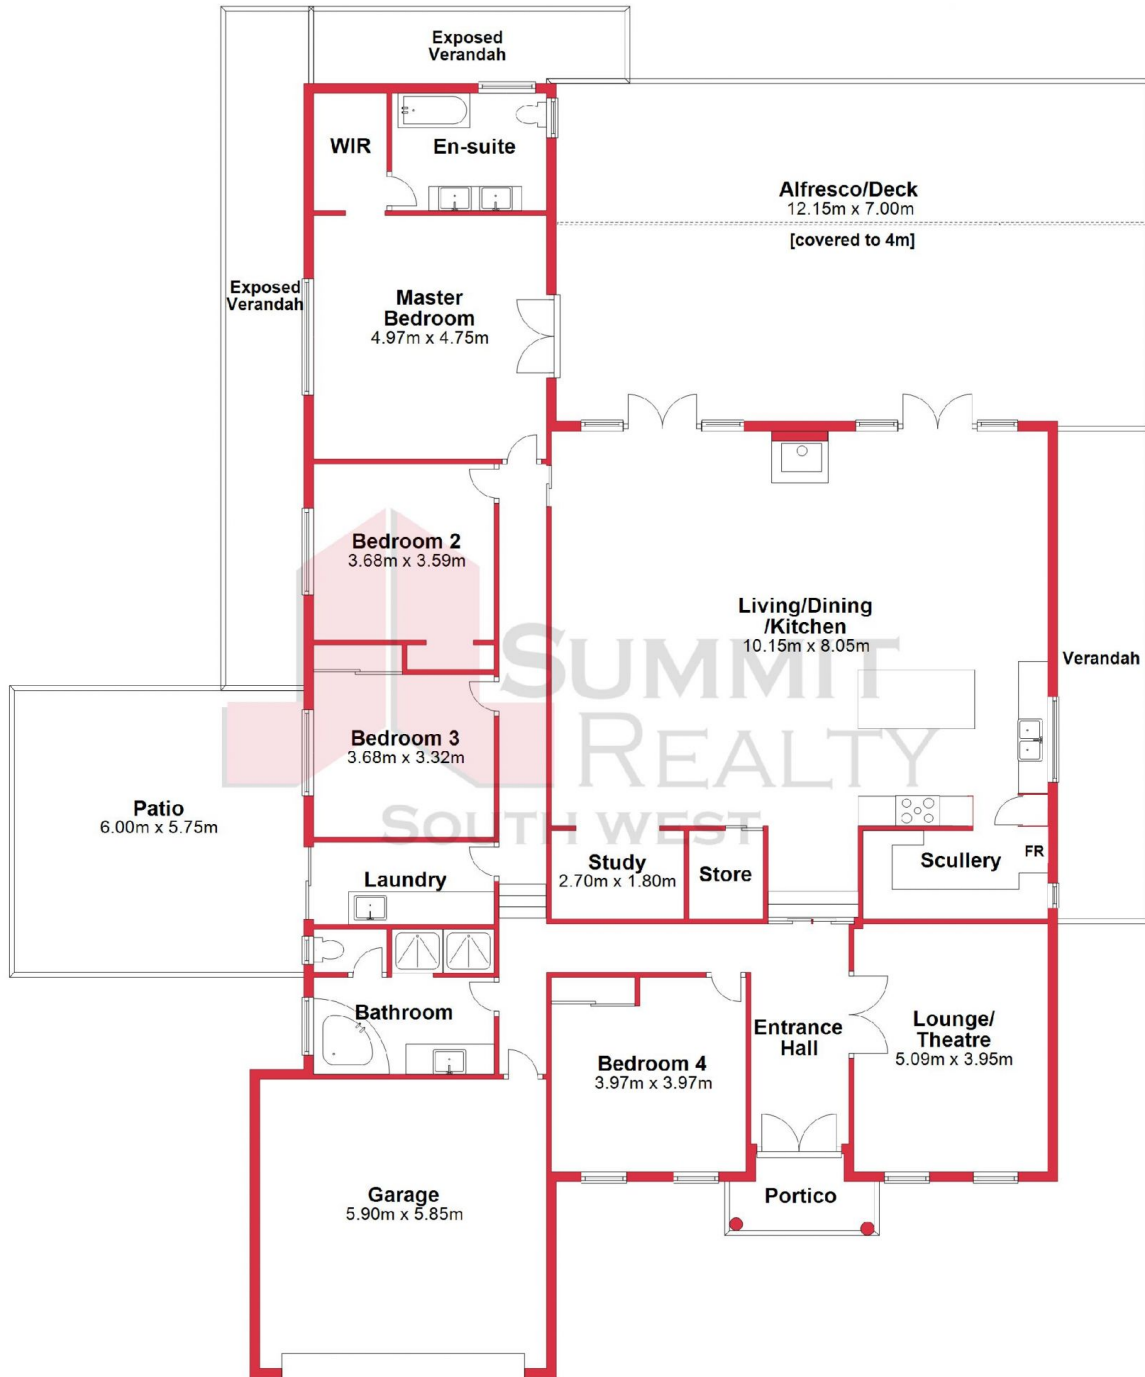 Exposed
Verandah
WIR
En-suite
Alfresco/Deck
12.15m x 7.00m
[covered to 4m]
Exposed
Verandah
Master
Bedroom
4.97m x 4.75m
Bedroom 2
3.68m x 3.59m
Living/Dining
/Kitchen
10.15m x 8.05m
Verandah
SUMMIT
REALTY
SOUTH WEST
Bedroom 3
3.68m x 3.32m
Patio
6.00m x 5.75m
Laundry
Study
2.70m x 1.80m
Store
Scullery
FR
Bathroom
Bedroom 4
3.97m x 3.97m
Entrance
Hall
Lounge/
Theatre
5.09m x 3.95m
Garage
5.90m x 5.85m
Portico